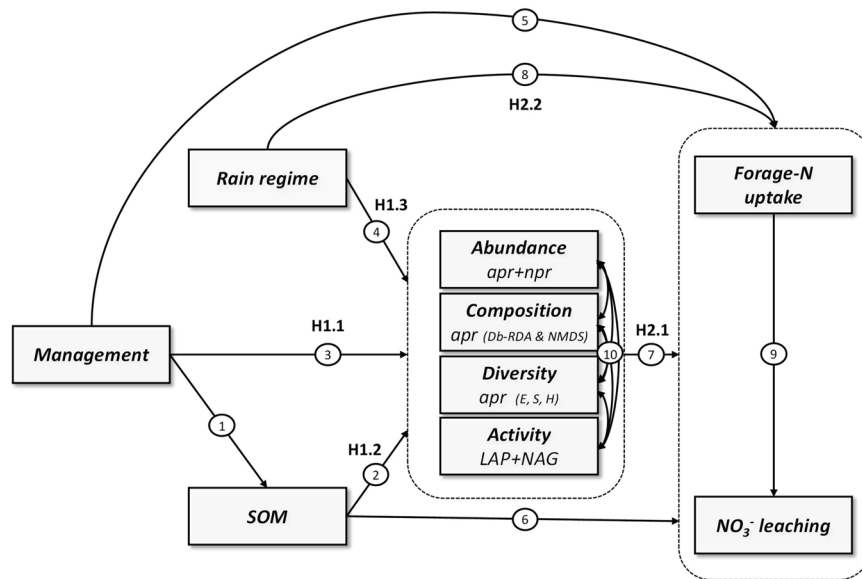 5
8
H2.2
Rain regime
Forage-N
uptake
H1.3
4
Abundance
apr+npr
Composition
apr (Db-RDA & NMDS)
Management
H1.1
3
10
H2.1
7
9
Diversity
apr (E, S, H)
1
Activity
LAP+NAG
H1.2
2
SOM
6
NO₃⁻ leaching